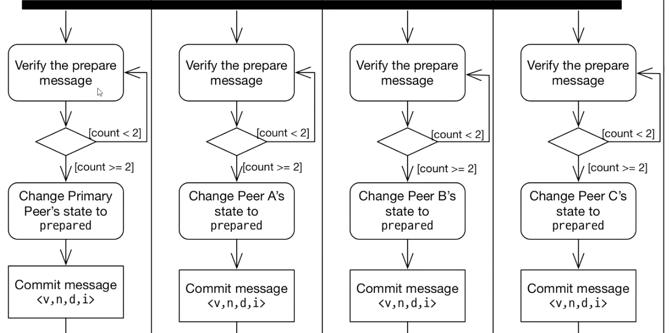 Verify the prepare
message
[count < 2]
[count >= 2]
Change Primary
Peer's state to
prepared
Commit message
<v,n,d,i>
Verify the prepare
message
[count < 2]
[count >= 2]
Change Peer A's
state to
prepared
Commit message
<v,n,d,i>
Verify the prepare
message
[count < 2]
[count >= 2]
Change Peer B's
state to
prepared
Commit message
<v,n,d,i>
Verify the prepare
message
[count < 2]
[count >= 2]
Change Peer C's
state to
prepared
Commit message
<v,n,d,i>